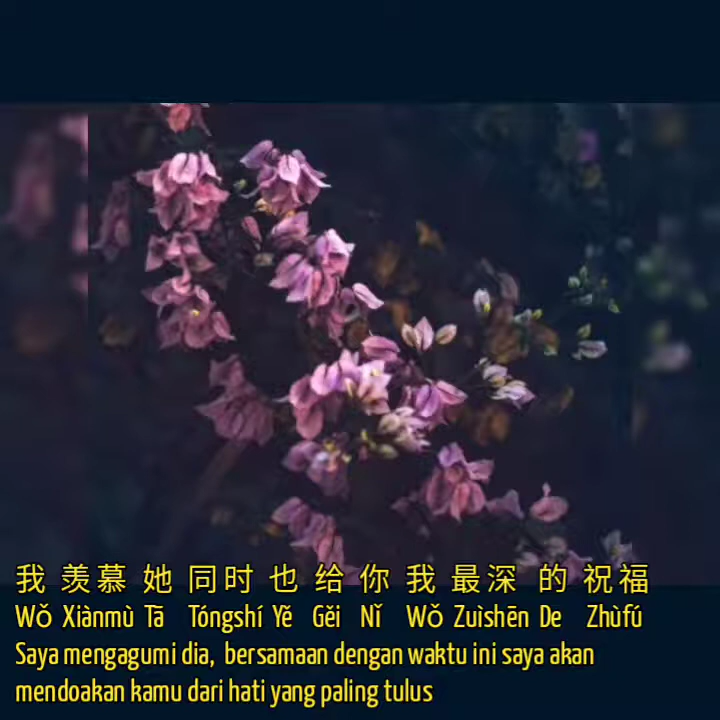 我 羡慕 她 同时 也 给 你 我 最深 的 祝福
Wǒ Xiànmù Tā Tóngshí Yě Gěi Nǐ Wǒ Zuìshēn De Zhùfú
Saya mengagumi dia, bersamaan dengan waktu ini saya akan
mendoakan kamu dari hati yang paling tulus